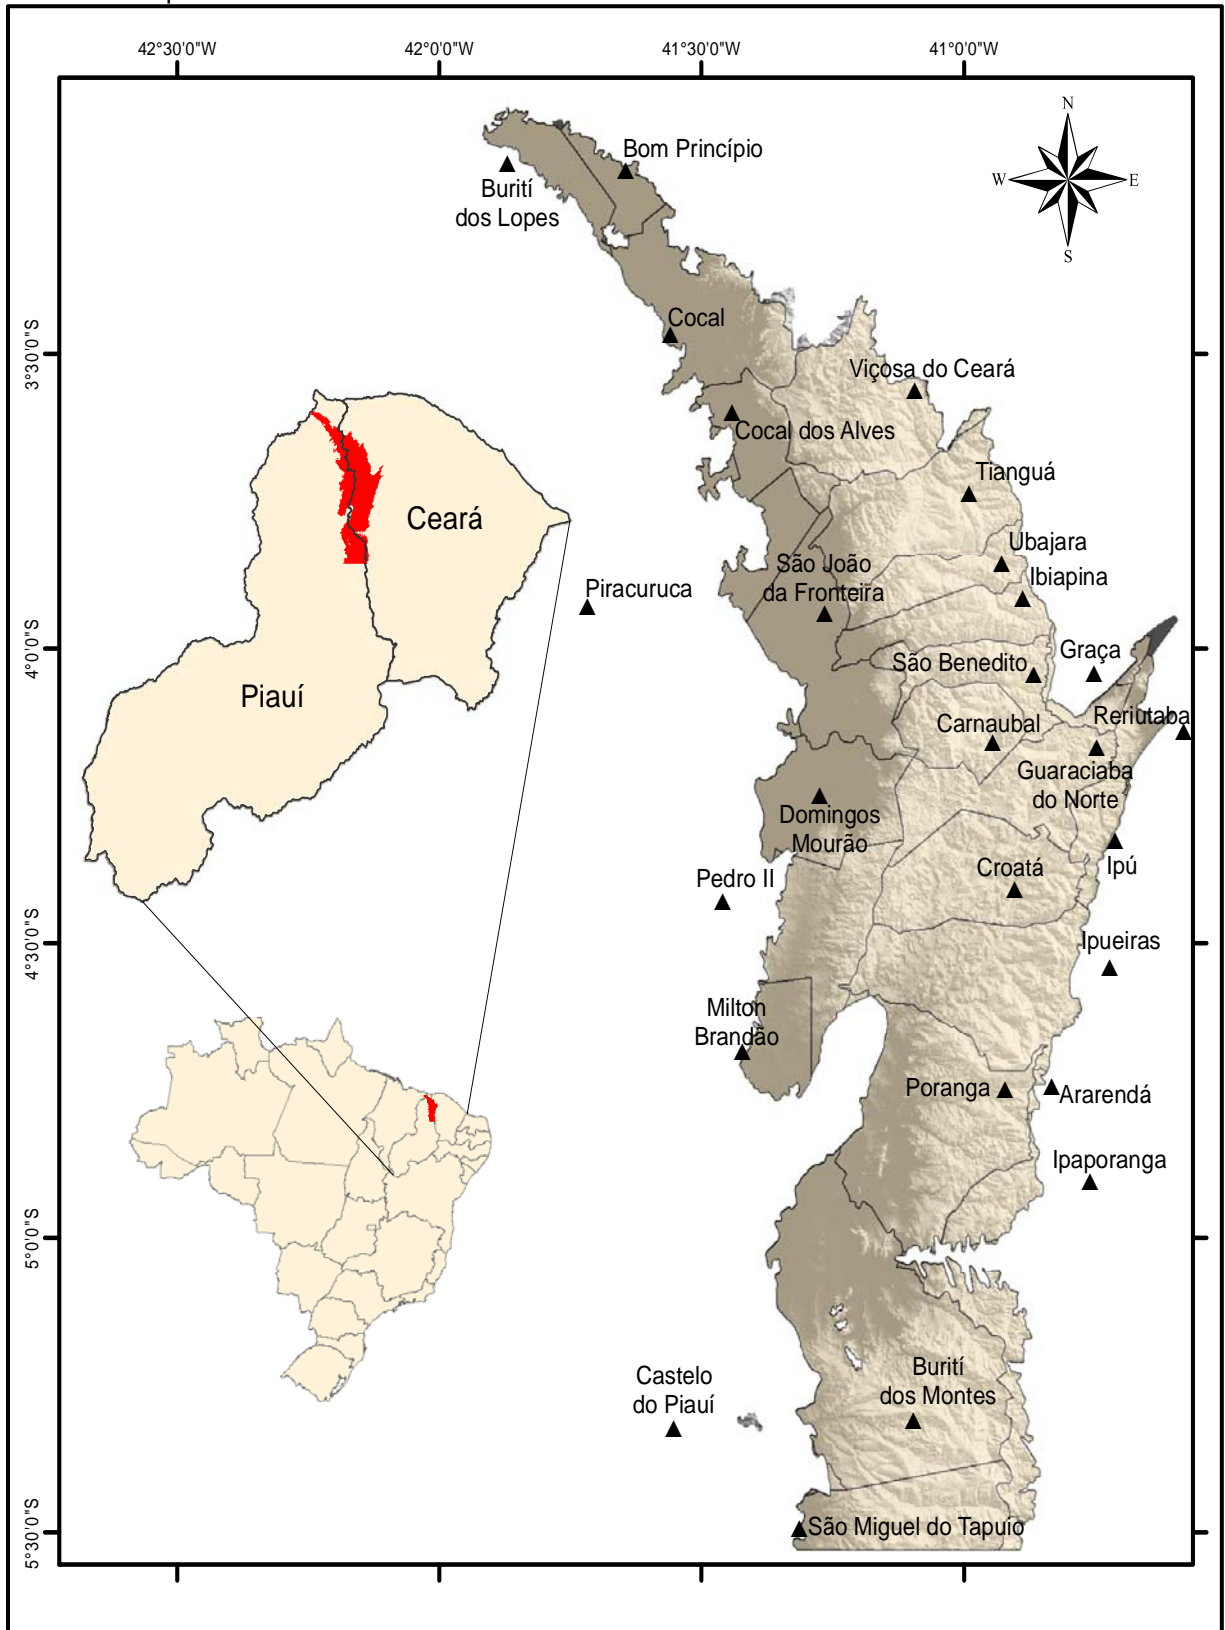 42°30'0"W
42°0'0"W
41°30'0"W
41°0'0"W
N
W
E
S
Bom Princípio
Burití
dos Lopes
Cocal
3°30'0"S
Viçosa do Ceará
Cocal dos Alves
Tianguá
Ceará
Ubajara
São João
da Fronteira
Ibiapina
Piracuruca
4°0'0"S
Graça
São Benedito
Piauí
Reriutaba
Carnaubal
Guaraciaba
do Norte
Domingos
Mourão
Ipú
Croatá
Pedro II
4°30'0"S
Ipueiras
Milton
Brandão
Poranga
Ararendá
Ipaporanga
5°0'0"S
Castelo
do Piauí
Burití
dos Montes
5°30'0"S
São Miguel do Tapuio